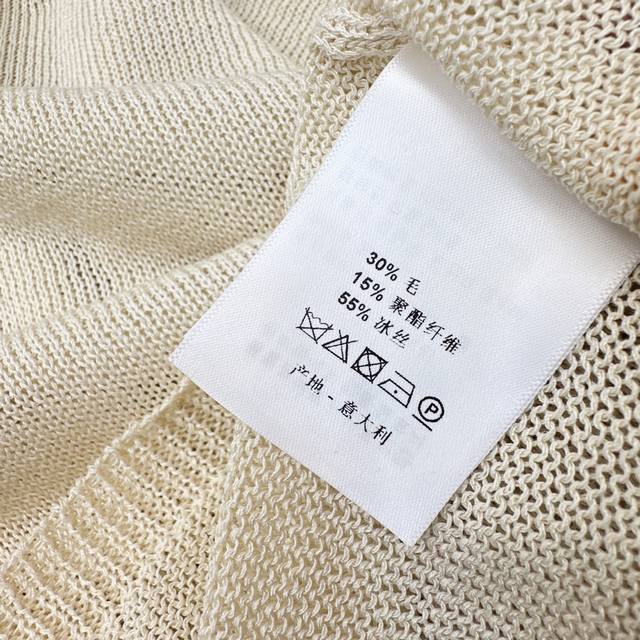 30% 毛
15% 聚酯纤维
55% 冰丝
P
产地 - 意大利